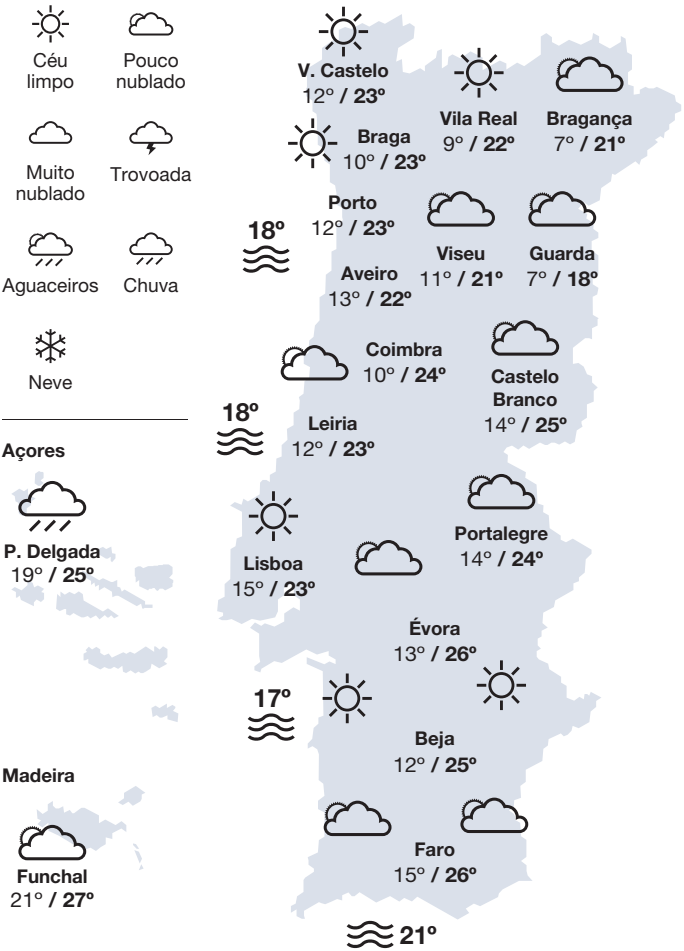 Céu
limpo
Pouco
nublado
Muito
nublado
Trovoada
Aguaceiros
Chuva
Neve
Açores
P. Delgada
19º / 25º
Madeira
Funchal
21º / 27º
V. Castelo
12º / 23º
Vila Real
9º / 22º
Bragança
7º / 21º
Braga
10º / 23º
Porto
12º / 23º
18º
Viseu
11º / 21º
Guarda
7º / 18º
Aveiro
13º / 22º
Coimbra
10º / 24º
Castelo
Branco
14º / 25º
18º
Leiria
12º / 23º
Portalegre
14º / 24º
Lisboa
15º / 23º
Évora
13º / 26º
17º
Beja
12º / 25º
Faro
15º / 26º
21º